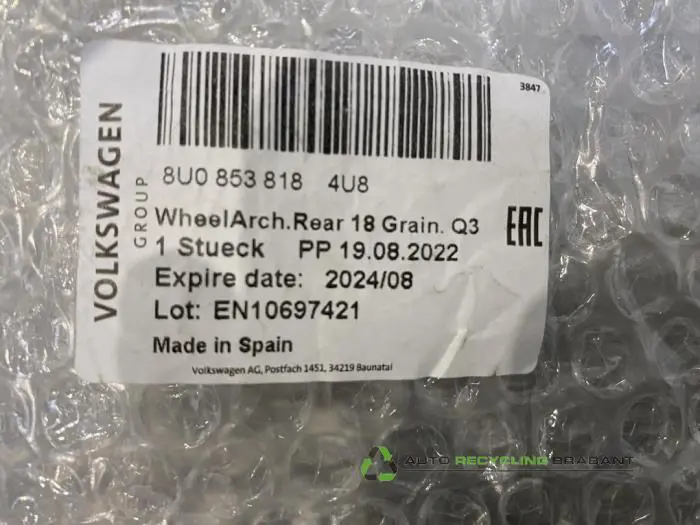 3847
VOLKSWAGEN
GROUP
8U0 853 818 4U8
WheelArch.Rear 18 Grain. Q3
EAC
1 Stueck PP 19.08.2022
Expire date: 2024/08
Lot: EN10697421
Made in Spain
Volkswagen AG, Postfach 1451, 34219 Baunatal
AUTO RECYCLING BRABANT